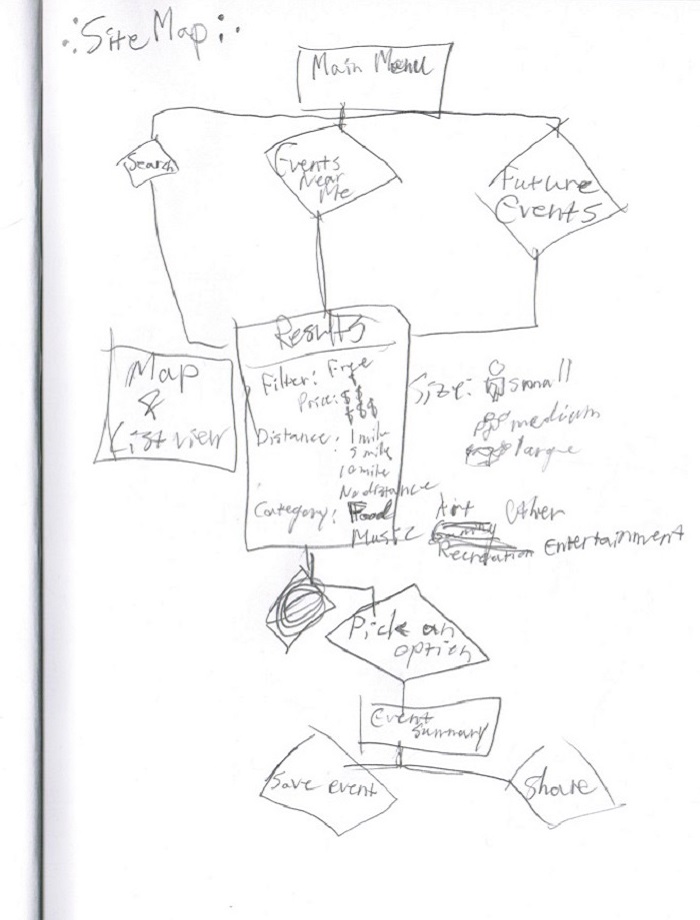 Site Map
Main Menu
Search
Events
Near
Me
Future
Events
Results
Map
&
List view
Filter: Free
Price: $
$$
$$$
Distance: 1 mile
5 mile
10 mile
No distance
Category: Food
Music
Size: small
medium
large
Art Other
Recreation Entertainment
Pick an
option
Event
Summary
Save event
Share